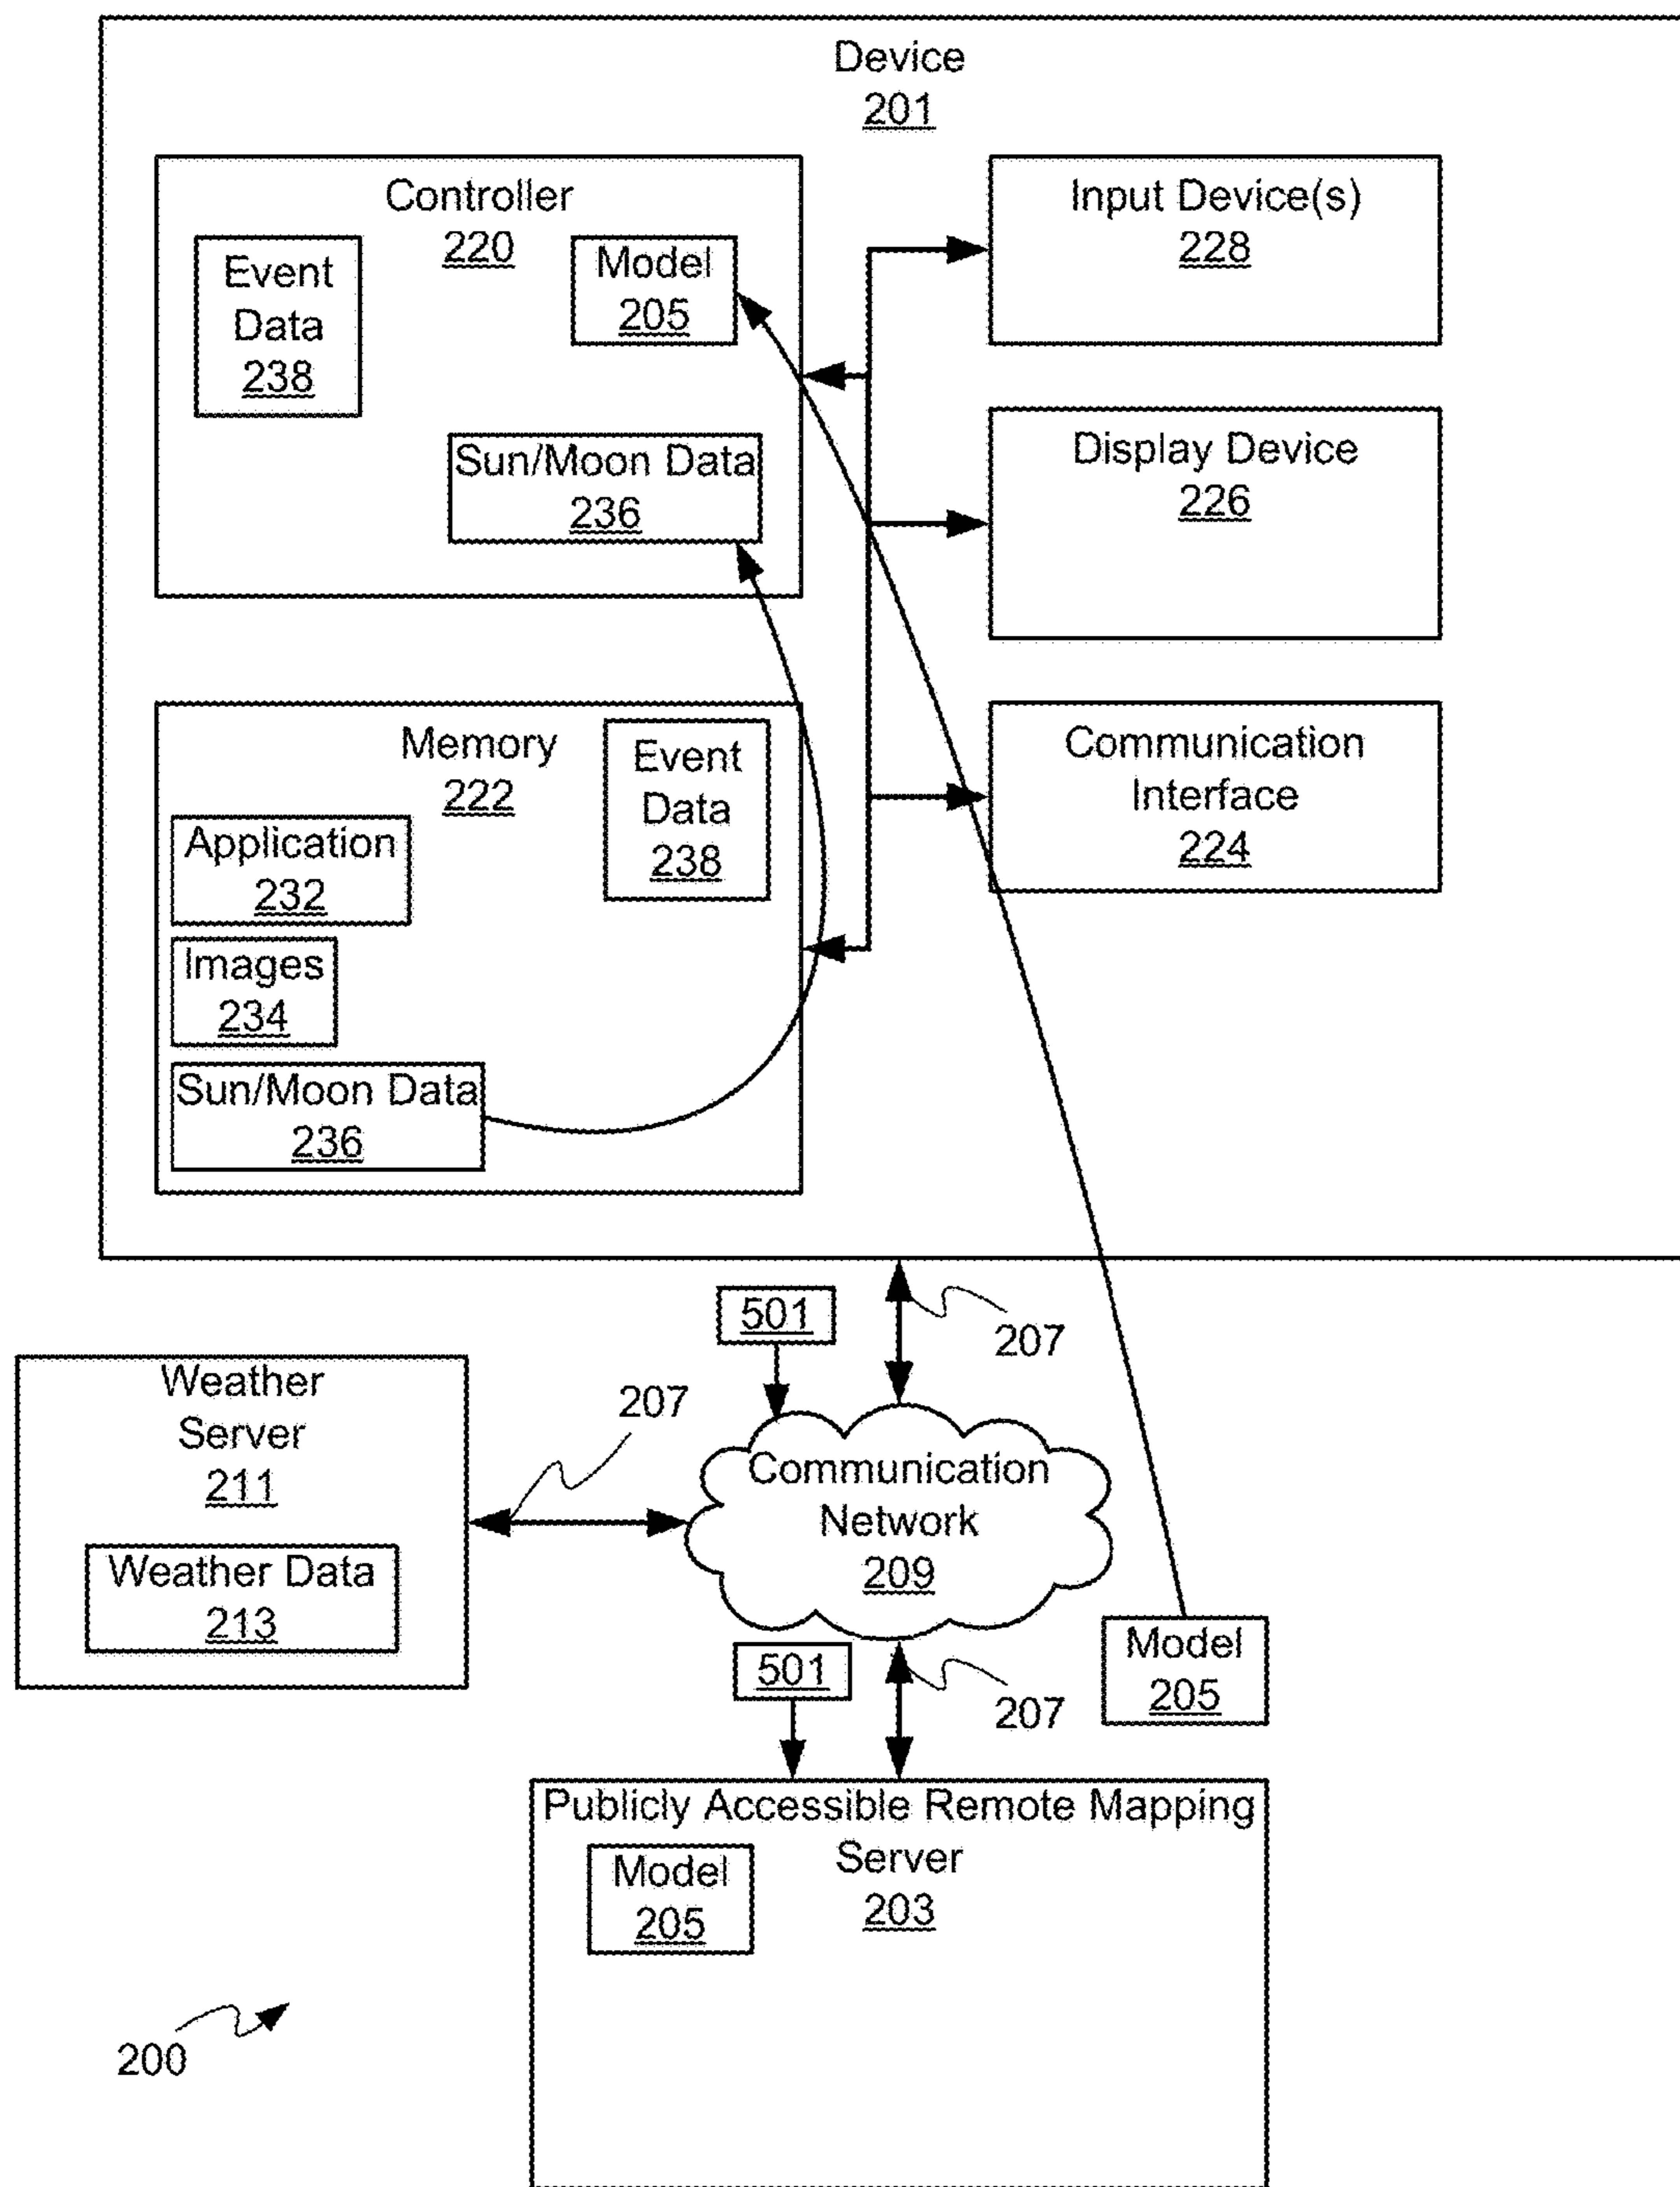 Device
201
Controller
220
Event
Data
238
Model
205
Sun/Moon Data
236
Input Device(s)
228
Display Device
226
Memory
222
Event
Data
238
Application
232
Images
234
Sun/Moon Data
236
Communication
Interface
224
501
207
Weather
Server
211
Weather Data
213
207
Communication
Network
209
501
207
Model
205
Publicly Accessible Remote Mapping
Server
203
Model
205
200